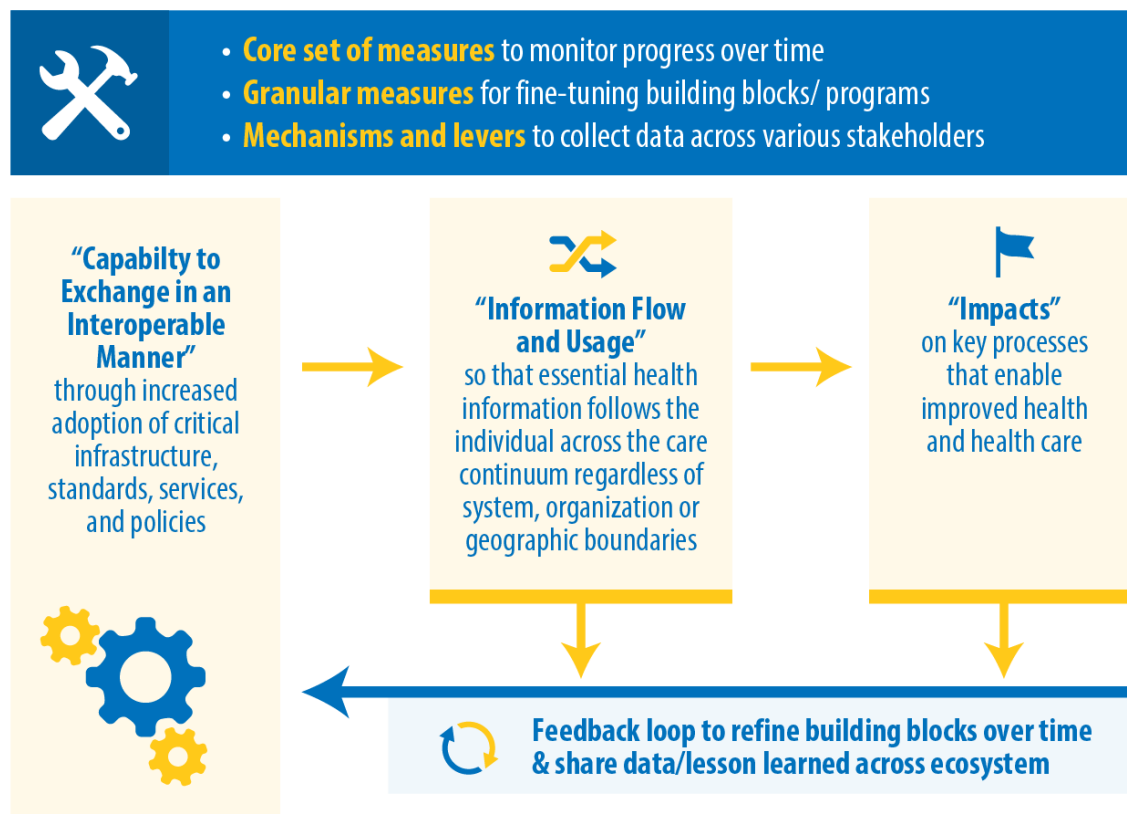 • Core set of measures to monitor progress over time
• Granular measures for fine-tuning building blocks/ programs
• Mechanisms and levers to collect data across various stakeholders
“Capabilty to
Exchange in an
Interoperable
Manner”
through increased
adoption of critical
infrastructure,
standards, services,
and policies
“Information Flow
and Usage”
so that essential health
information follows the
individual across the care
continuum regardless of
system, organization or
geographic boundaries
“Impacts”
on key processes
that enable
improved health
and health care
Feedback loop to refine building blocks over time
& share data/lesson learned across ecosystem